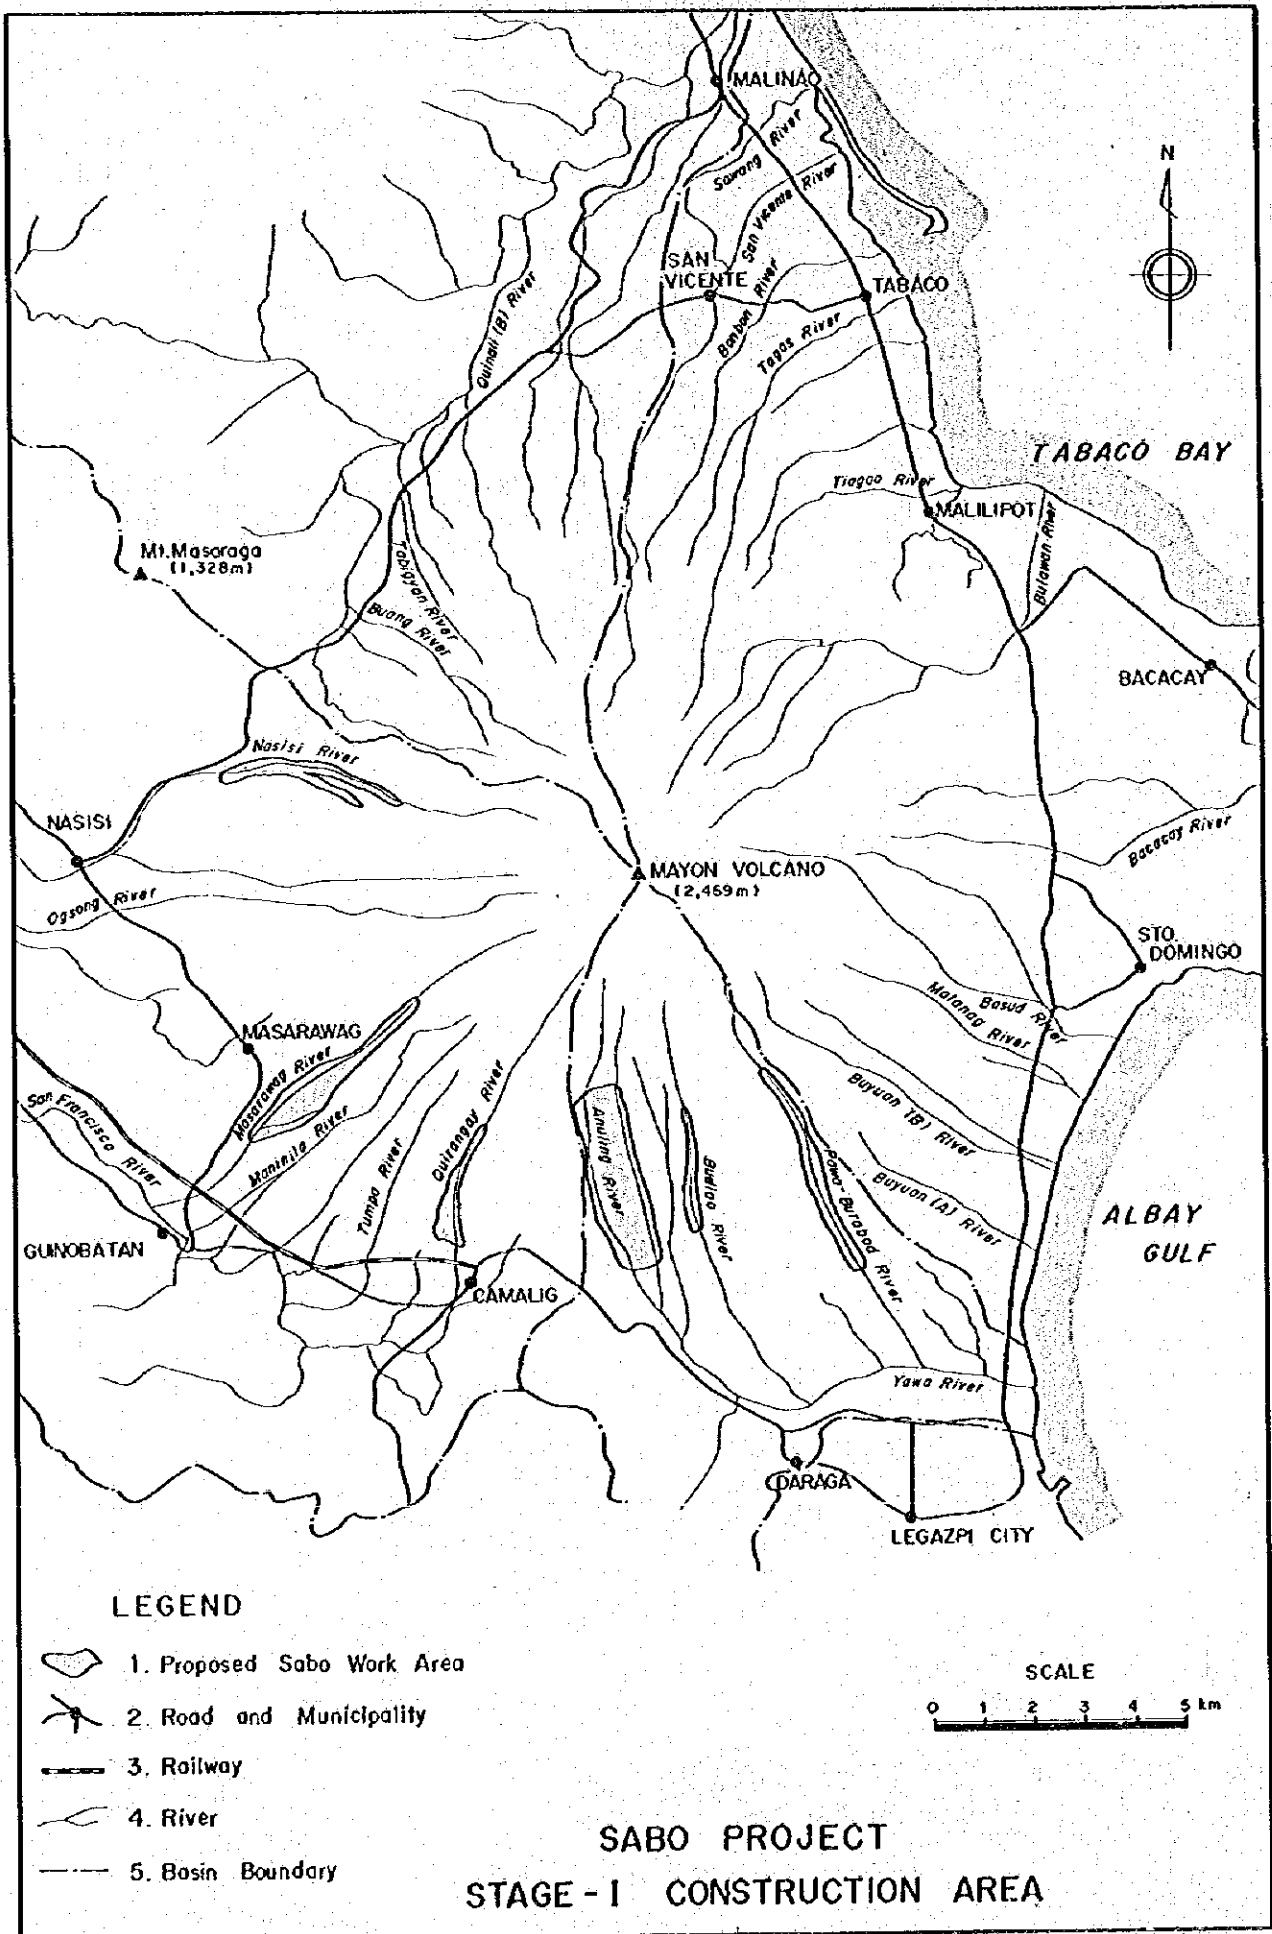 MALINAO
Sawang River
San Vicente River
N
SAN
VICENTE
TABACO
Quinali (B) River
Bonbon River
Tagas River
TABACO BAY
Tiagao River
MALILIPOT
Bulawan River
Mt.Masaraga
(1,328m)
Tabigyan River
Buang River
BACACAY
Nasisi River
NASISI
Bacacay River
MAYON VOLCANO
(2,469m)
Ogsong River
STO.
DOMINGO
Basud River
Matanag River
MASARAWAG
Masarawag River
San Francisco River
Maninila River
Tumpa River
Quirangay River
Anuling River
Budiao River
Pawa-Burabod River
Buyuan (B) River
Buyuan (A) River
ALBAY
GULF
GUINOBATAN
CAMALIG
Yawa River
DARAGA
LEGAZPI CITY
LEGEND
1. Proposed Sabo Work Area
2. Road and Municipality
3. Railway
4. River
5. Basin Boundary
SCALE
0 1 2 3 4 5 km
SABO PROJECT
STAGE-I CONSTRUCTION AREA